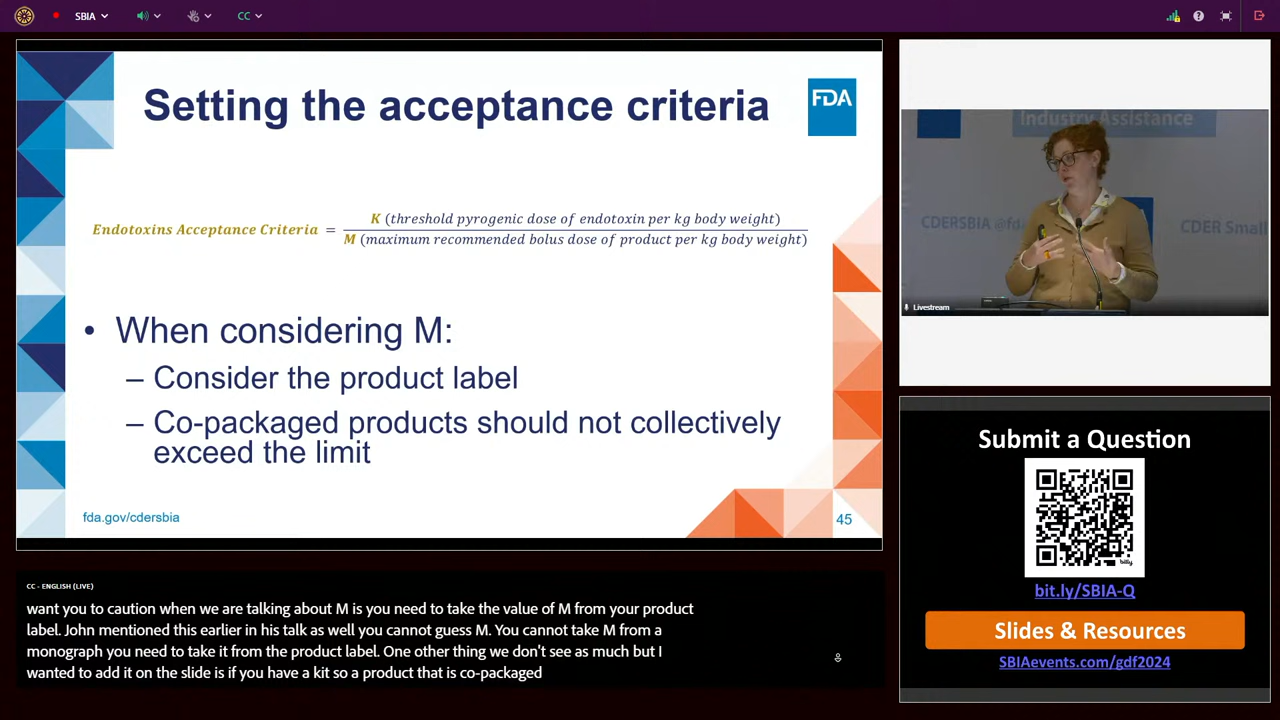 SBIA
CC
Setting the acceptance criteria
FDA
Endotoxins Acceptance Criteria = K (threshold pyrogenic dose of endotoxin per kg body weight)
M (maximum recommended bolus dose of product per kg body weight)
• When considering M:
– Consider the product label
– Co-packaged products should not collectively
exceed the limit
fda.gov/cdersbia
45
Industry Assistance
CDERSBIA @fd
CDER Small
Livestream
Submit a Question
bitly
bit.ly/SBIA-Q
Slides & Resources
SBIAevents.com/gdf2024
CC - ENGLISH (LIVE)
want you to caution when we are talking about M is you need to take the value of M from your product
label. John mentioned this earlier in his talk as well you cannot guess M. You cannot take M from a
monograph you need to take it from the product label. One other thing we don't see as much but I
wanted to add it on the slide is if you have a kit so a product that is co-packaged